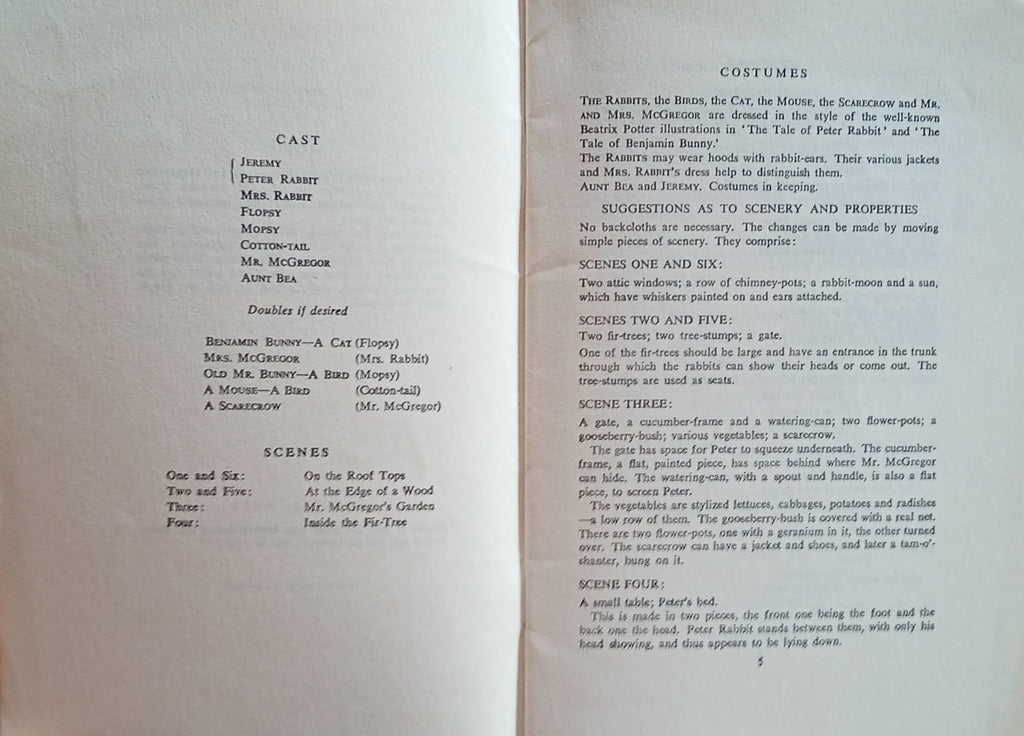 CAST
JEREMY
PETER RABBIT
MRS. RABBIT
FLOPSY
MOPSY
COTTON-TAIL
MR. MCGREGOR
AUNT BEA
Doubles if desired
BENJAMIN BUNNY—A CAT (Flopsy)
MRS. MCGREGOR (Mrs. Rabbit)
OLD MR. BUNNY—A BIRD (Mopsy)
A MOUSE—A BIRD (Cotton-tail)
A SCARECROW (Mr. McGregor)
SCENES
One and Six: On the Roof Tops
Two and Five: At the Edge of a Wood
Three: Mr. McGregor's Garden
Four: Inside the Fir-Tree
COSTUMES
THE RABBITS, the BIRDS, the CAT, the MOUSE, the SCARECROW and MR.
AND MRS. MCGREGOR are dressed in the style of the well-known
Beatrix Potter illustrations in 'The Tale of Peter Rabbit' and 'The
Tale of Benjamin Bunny.'
The RABBITS may wear hoods with rabbit-ears. Their various jackets
and MRS. RABBIT'S dress help to distinguish them.
AUNT BEA and JEREMY. Costumes in keeping.
SUGGESTIONS AS TO SCENERY AND PROPERTIES
No backcloths are necessary. The changes can be made by moving
simple pieces of scenery. They comprise:
SCENES ONE AND SIX:
Two attic windows; a row of chimney-pots; a rabbit-moon and a sun,
which have whiskers painted on and ears attached.
SCENES TWO AND FIVE:
Two fir-trees; two tree-stumps; a gate.
One of the fir-trees should be large and have an entrance in the trunk
through which the rabbits can show their heads or come out. The
tree-stumps are used as seats.
SCENE THREE:
A gate, a cucumber-frame and a watering-can; two flower-pots; a
gooseberry-bush; various vegetables; a scarecrow.
The gate has space for Peter to squeeze underneath. The cucumber-
frame, a flat, painted piece, has space behind where Mr. McGregor
can hide. The watering-can, with a spout and handle, is also a flat
piece, to screen Peter.
The vegetables are stylized lettuces, cabbages, potatoes and radishes
—a low row of them. The gooseberry-bush is covered with a real net.
There are two flower-pots, one with a geranium in it, the other turned
over. The scarecrow can have a jacket and shoes, and later a tam-o'-
shanter, hung on it.
SCENE FOUR:
A small table; Peter's bed.
This is made in two pieces, the front one being the foot and the
back one the head. Peter Rabbit stands between them, with only his
head showing, and thus appears to be lying down.
5